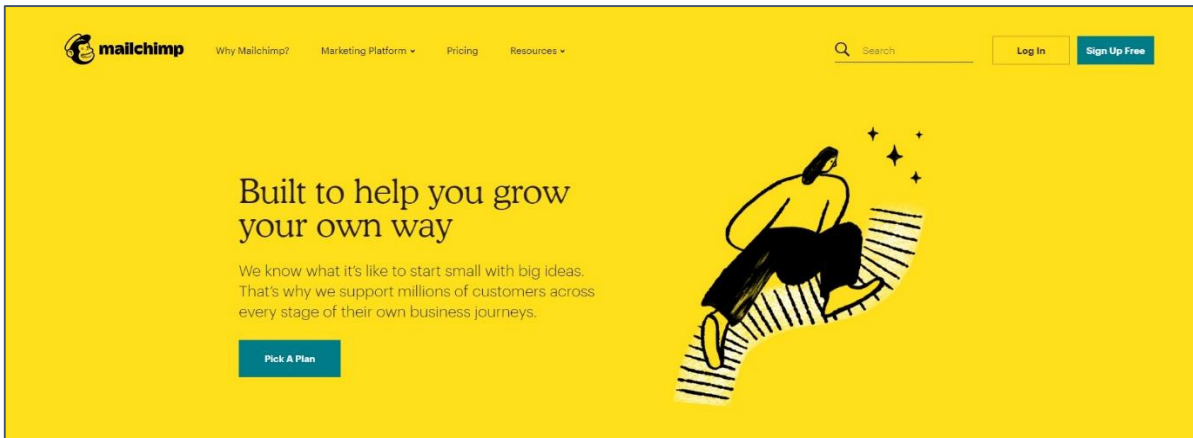 mailchimp
Why Mailchimp?
Marketing Platform
Pricing
Resources
Search
Log In
Sign Up Free
Built to help you grow
your own way
We know what it's like to start small with big ideas.
That's why we support millions of customers across
every stage of their own business journeys.
Pick A Plan